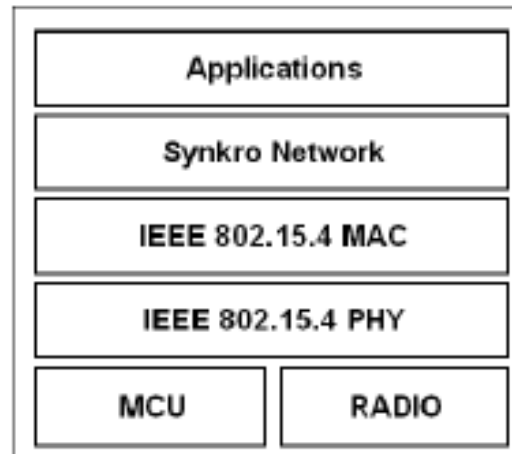 Applications
Synkro Network
IEEE 802.15.4 MAC
IEEE 802.15.4 PHY
MCU
RADIO